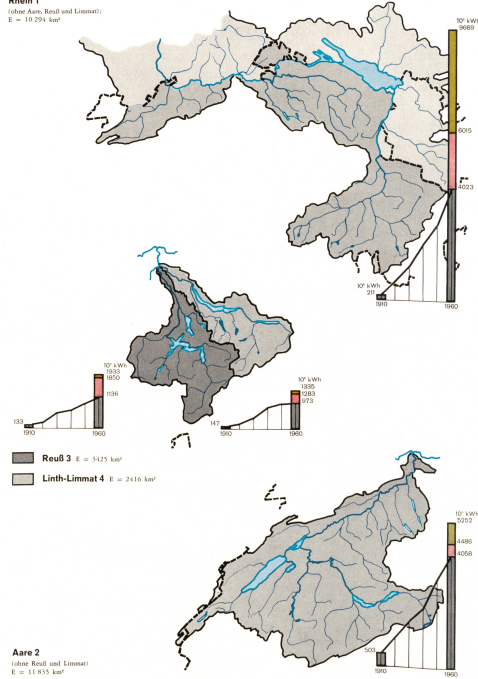 Rhein 1
(ohne Aare, Reuß und Limmat);
E = 10.294 km²
10⁶ kWh
9669
6015
4023
10⁶ kWh
211
1910
1960
10⁶ kWh
1933
1850
1136
133
1910
1960
10⁶ kWh
1335
1283
973
147
1910
1960
Reuß 3 E = 3425 km²
Linth-Limmat 4 E = 2416 km²
10⁶ kWh
5252
4486
4058
503
1910
1960
Aare 2
(ohne Reuß und Limmat)
E = 11 835 km²